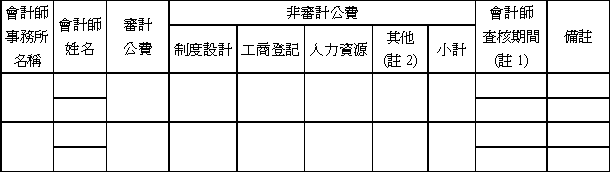 會計師
事務所
名稱
會計師
姓名
審計
公費
非審計公費
制度設計
工商登記
人力資源
其他
(註 2)
小計
會計師
查核期間
(註 1)
備註